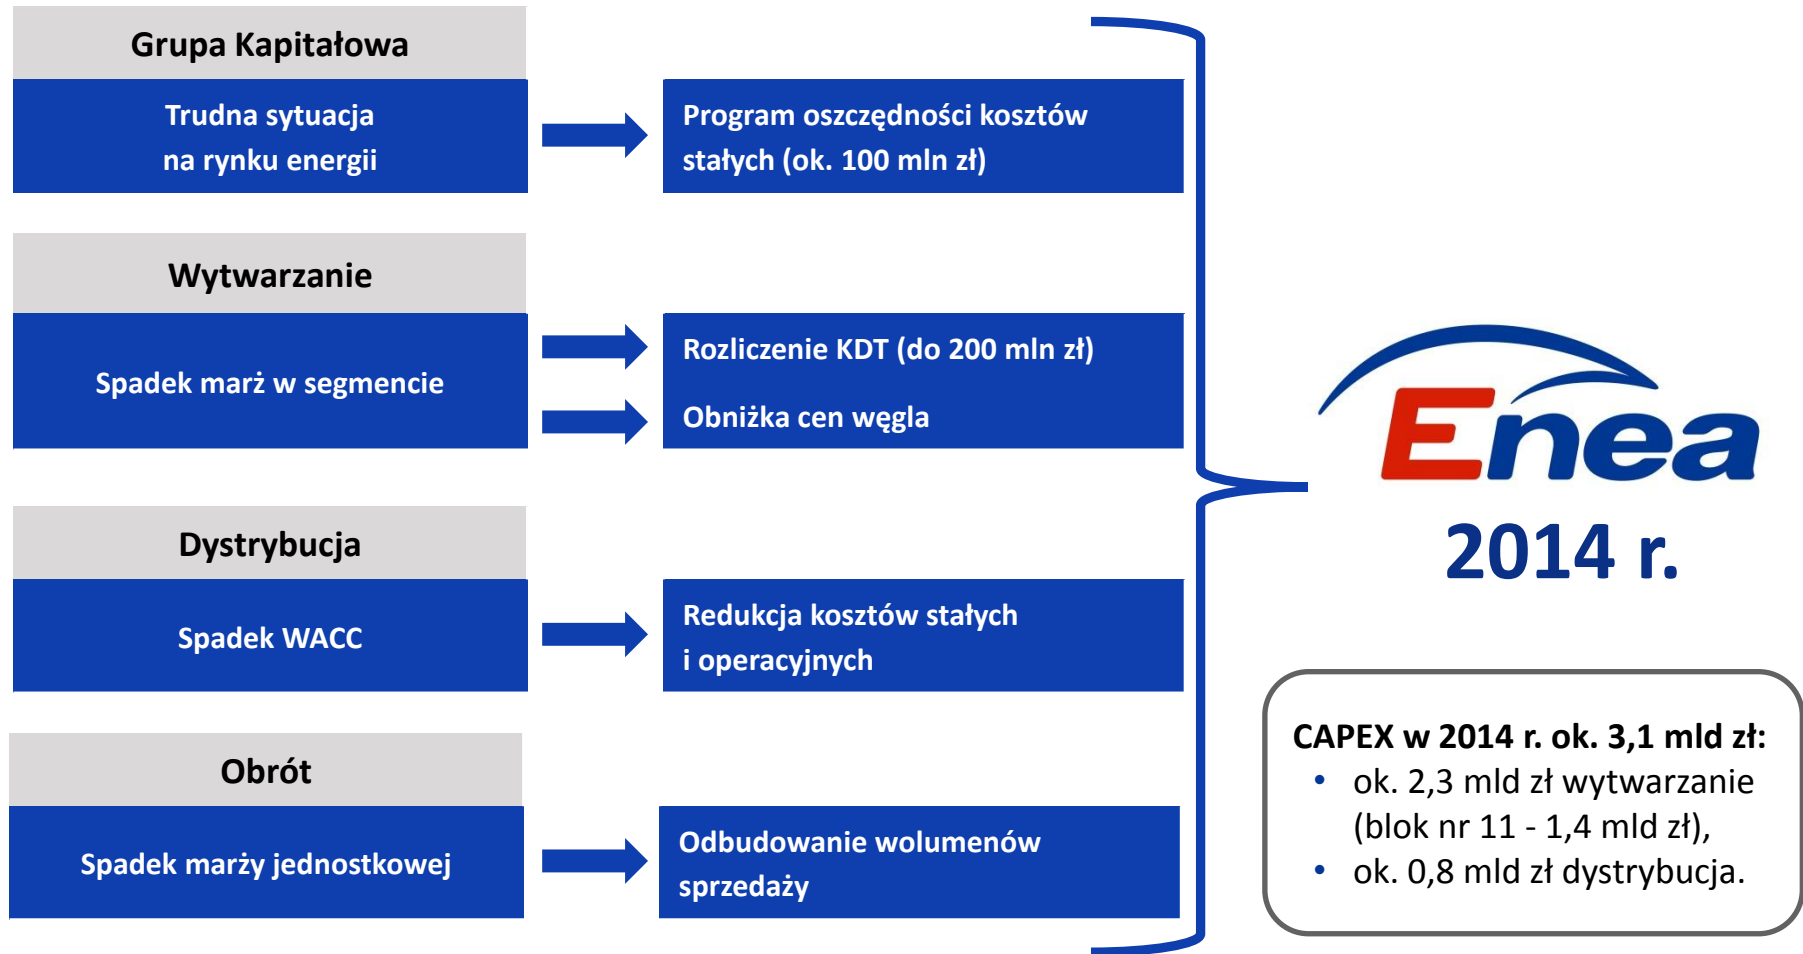 Grupa Kapitałowa
Trudna sytuacja
na rynku energii
Program oszczędności kosztów
stałych (ok. 100 mln zł)
Wytwarzanie
Spadek marż w segmencie
Rozliczenie KDT (do 200 mln zł)
Obniżka cen węgla
Dystrybucja
Spadek WACC
Redukcja kosztów stałych
i operacyjnych
Obrót
Spadek marży jednostkowej
Odbudowanie wolumenów
sprzedaży
Enea
2014 r.
CAPEX w 2014 r. ok. 3,1 mld zł:
• ok. 2,3 mld zł wytwarzanie
(blok nr 11 - 1,4 mld zł),
• ok. 0,8 mld zł dystrybucja.